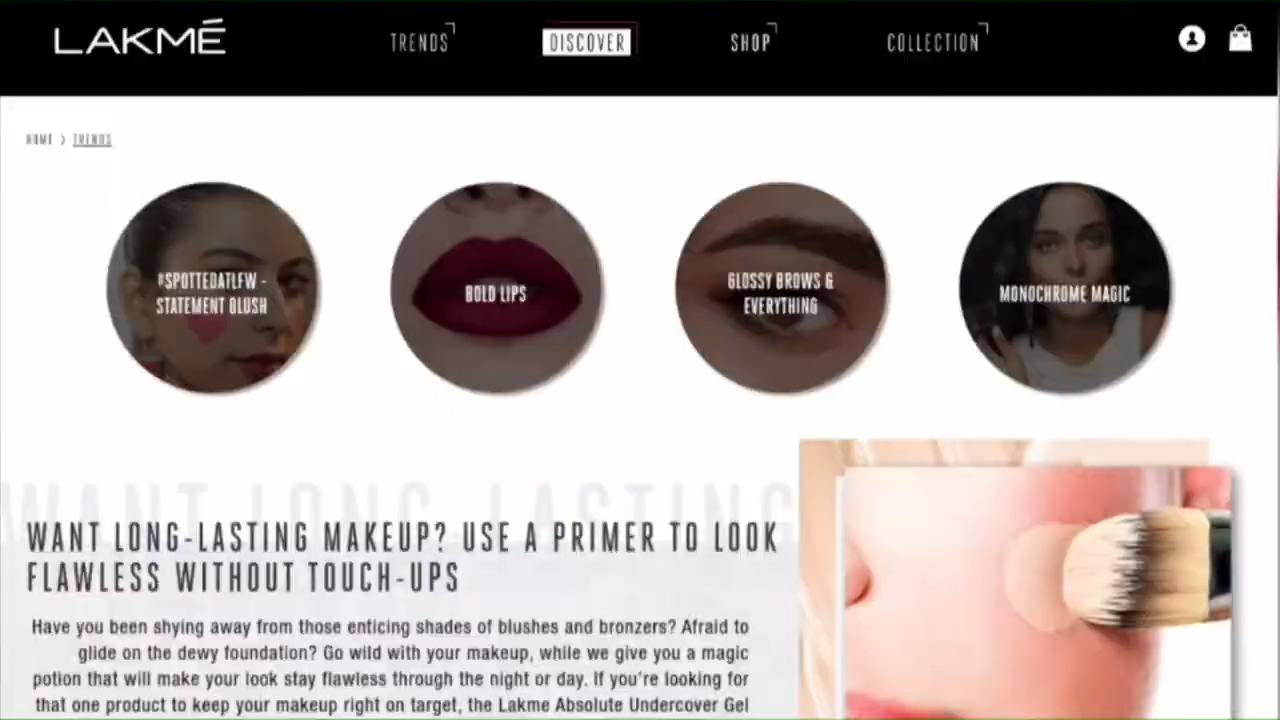 LAKMÉ
TRENDS
DISCOVER
SHOP
COLLECTION
HOME > TRENDS
#SPOTTEDATLFW -
STATEMENT BLUSH
BOLD LIPS
GLOSSY BROWS &
EVERYTHING
MONOCHROME MAGIC
WANT LONG-LASTING
WANT LONG-LASTING MAKEUP? USE A PRIMER TO LOOK
FLAWLESS WITHOUT TOUCH-UPS
Have you been shying away from those enticing shades of blushes and bronzers? Afraid to
glide on the dewy foundation? Go wild with your makeup, while we give you a magic
potion that will make your look stay flawless through the night or day. If you're looking for
that one product to keep your makeup right on target, the Lakme Absolute Undercover Gel